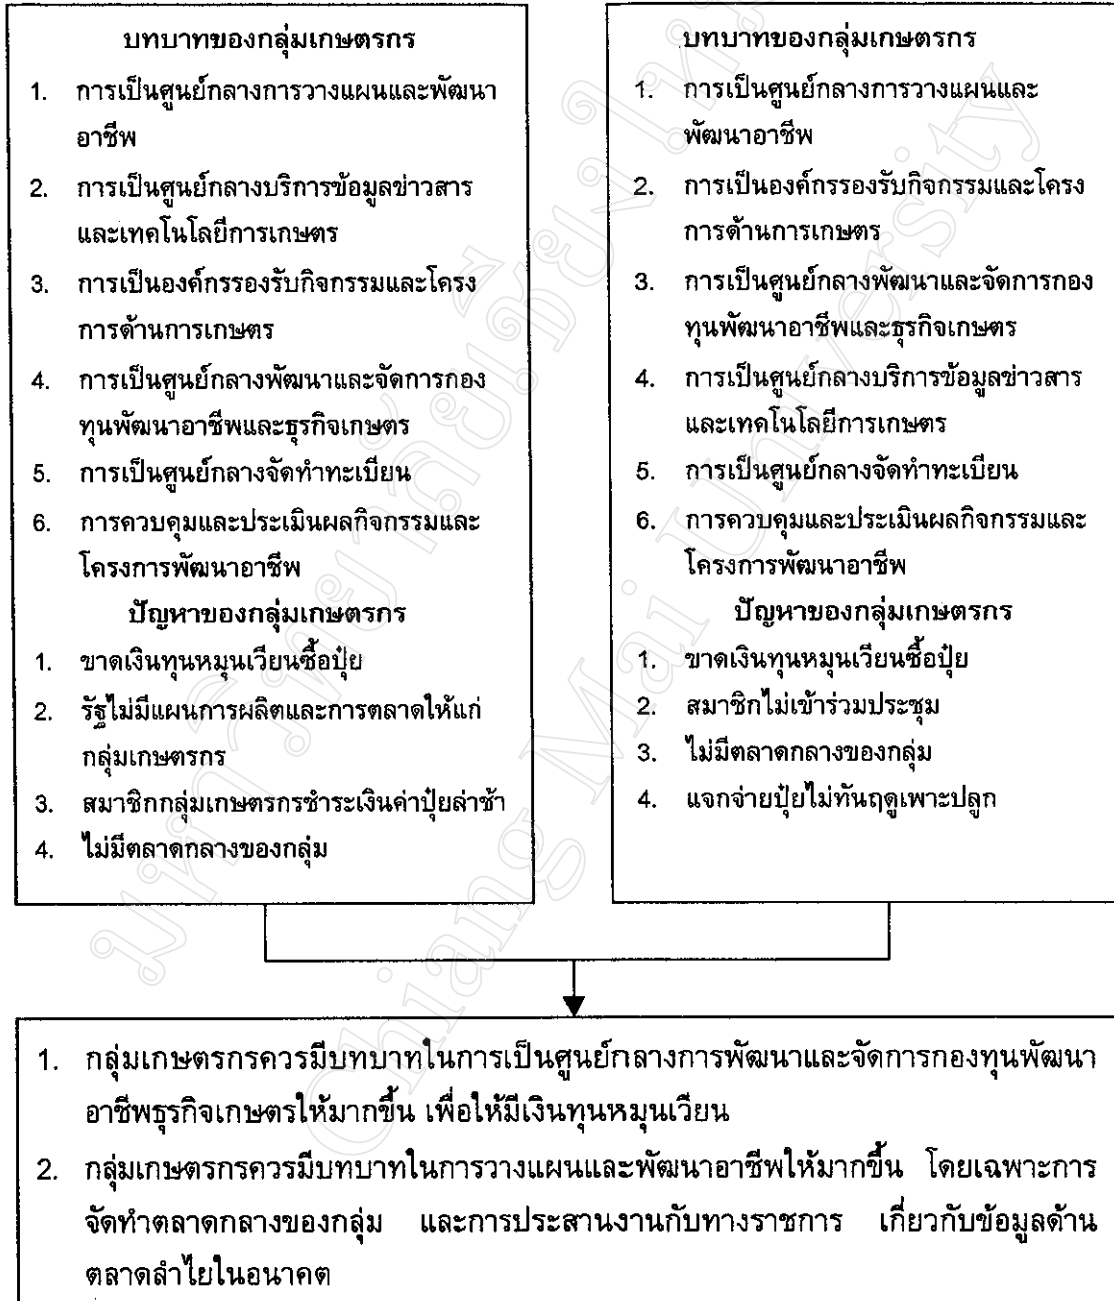 บทบาทของกลุ่มเกษตรกร
1. การเป็นศูนย์กลางการวางแผนและพัฒนา
อาชีพ
2. การเป็นศูนย์กลางบริการข้อมูลข่าวสาร
และเทคโนโลยีการเกษตร
3. การเป็นองค์กรรองรับกิจกรรมและโครง
การด้านการเกษตร
4. การเป็นศูนย์กลางพัฒนาและจัดการกอง
ทุนพัฒนาอาชีพและธุรกิจเกษตร
5. การเป็นศูนย์กลางจัดทำทะเบียน
6. การควบคุมและประเมินผลกิจกรรมและ
โครงการพัฒนาอาชีพ
ปัญหาของกลุ่มเกษตรกร
1. ขาดเงินทุนหมุนเวียนซื้อปุ๋ย
2. รัฐไม่มีแผนการผลิตและการตลาดให้แก่
กลุ่มเกษตรกร
3. สมาชิกกลุ่มเกษตรกรชำระเงินค่าปุ๋ยล่าช้า
4. ไม่มีตลาดกลางของกลุ่ม
บทบาทของกลุ่มเกษตรกร
1. การเป็นศูนย์กลางการวางแผนและ
พัฒนาอาชีพ
2. การเป็นองค์กรรองรับกิจกรรมและโครง
การด้านการเกษตร
3. การเป็นศูนย์กลางพัฒนาและจัดการกอง
ทุนพัฒนาอาชีพและธุรกิจเกษตร
4. การเป็นศูนย์กลางบริการข้อมูลข่าวสาร
และเทคโนโลยีการเกษตร
5. การเป็นศูนย์กลางจัดทำทะเบียน
6. การควบคุมและประเมินผลกิจกรรมและ
โครงการพัฒนาอาชีพ
ปัญหาของกลุ่มเกษตรกร
1. ขาดเงินทุนหมุนเวียนซื้อปุ๋ย
2. สมาชิกไม่เข้าร่วมประชุม
3. ไม่มีตลาดกลางของกลุ่ม
4. แจกจ่ายปุ๋ยไม่ทันฤดูเพาะปลูก
1. กลุ่มเกษตรกรควรมีบทบาทในการเป็นศูนย์กลางการพัฒนาและจัดการกองทุนพัฒนา
อาชีพธุรกิจเกษตรให้มากขึ้น เพื่อให้มีเงินทุนหมุนเวียน
2. กลุ่มเกษตรกรควรมีบทบาทในการวางแผนและพัฒนาอาชีพให้มากขึ้น โดยเฉพาะการ
จัดทำตลาดกลางของกลุ่ม และการประสานงานกับทางราชการ เกี่ยวกับข้อมูลด้าน
ตลาดลำไยในอนาคต
มหาวิทยาลัยเชียงใหม่
Chiang Mai University